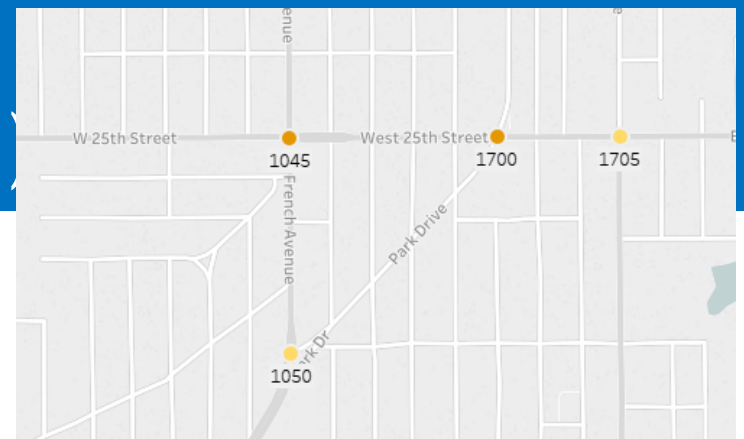 W 25th Street
West 25th Street
1045
1700
1705
French Avenue
Park Drive
1050